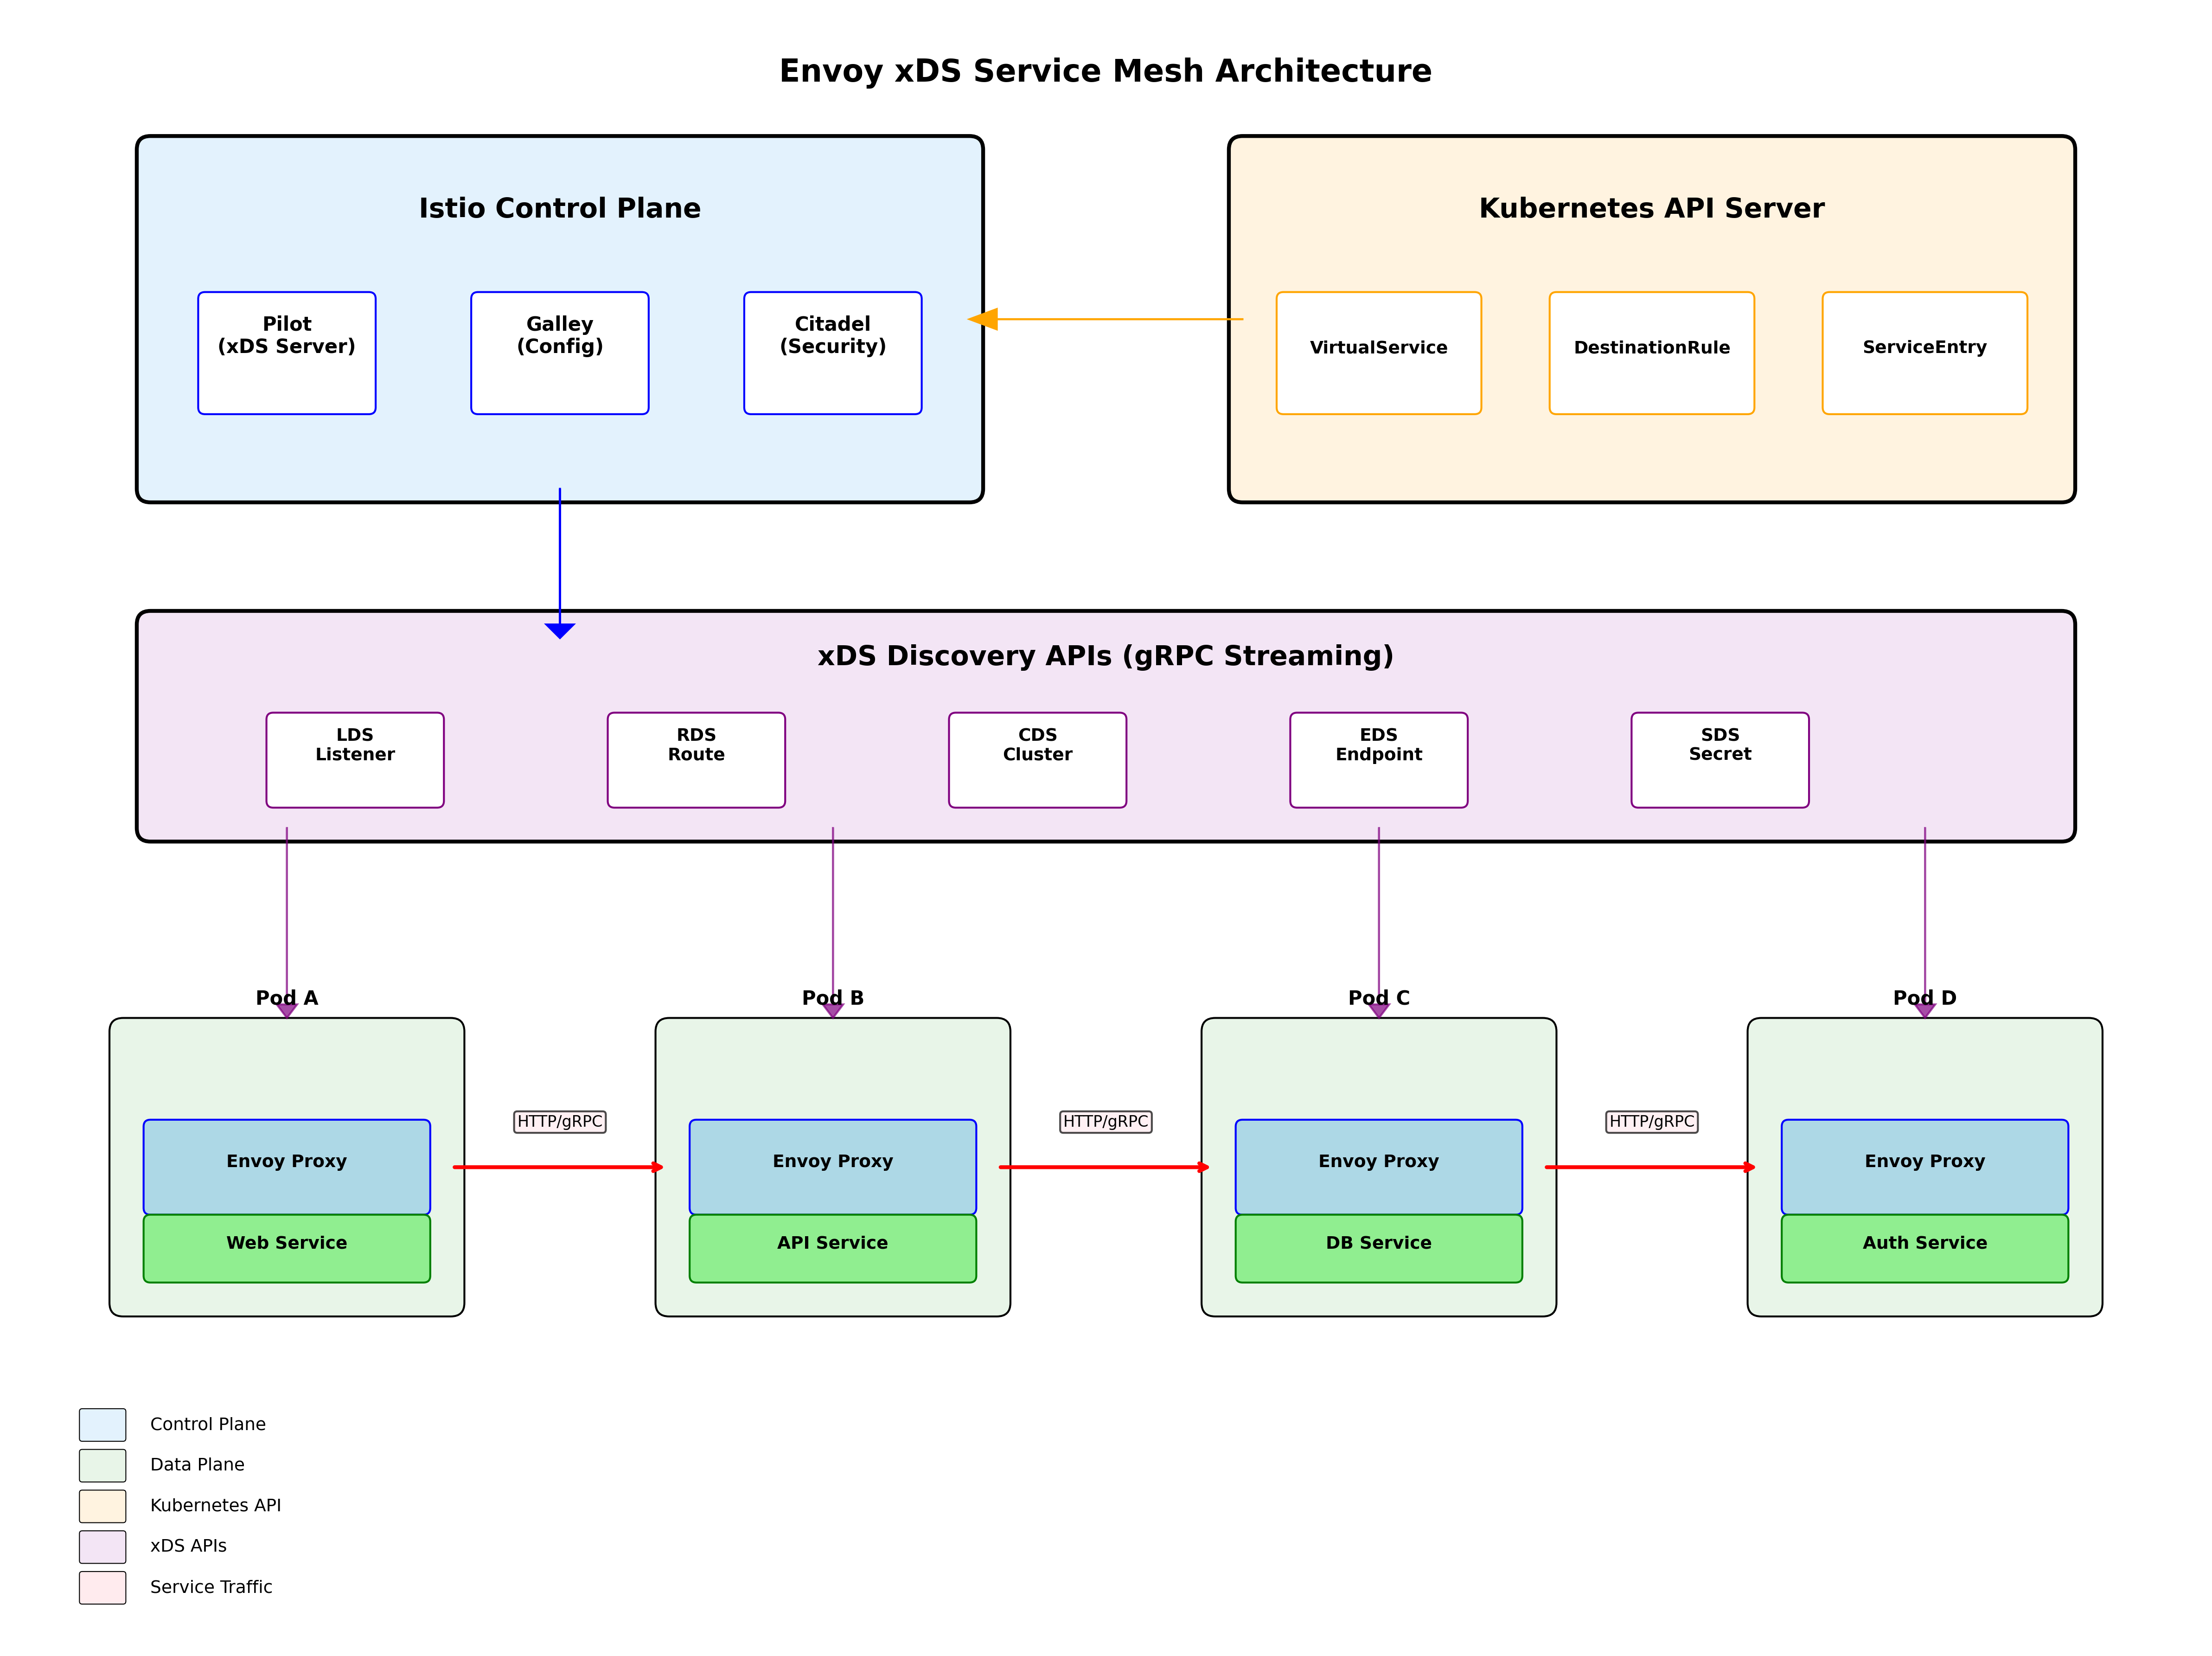 Envoy xDS Service Mesh Architecture
Istio Control Plane
Pilot
(xDS Server)
Galley
(Config)
Citadel
(Security)
Kubernetes API Server
VirtualService
DestinationRule
ServiceEntry
xDS Discovery APIs (gRPC Streaming)
LDS
Listener
RDS
Route
CDS
Cluster
EDS
Endpoint
SDS
Secret
Pod A
Pod B
Pod C
Pod D
Envoy Proxy
Web Service
HTTP/gRPC
Envoy Proxy
API Service
HTTP/gRPC
Envoy Proxy
DB Service
HTTP/gRPC
Envoy Proxy
Auth Service
Control Plane
Data Plane
Kubernetes API
xDS APIs
Service Traffic